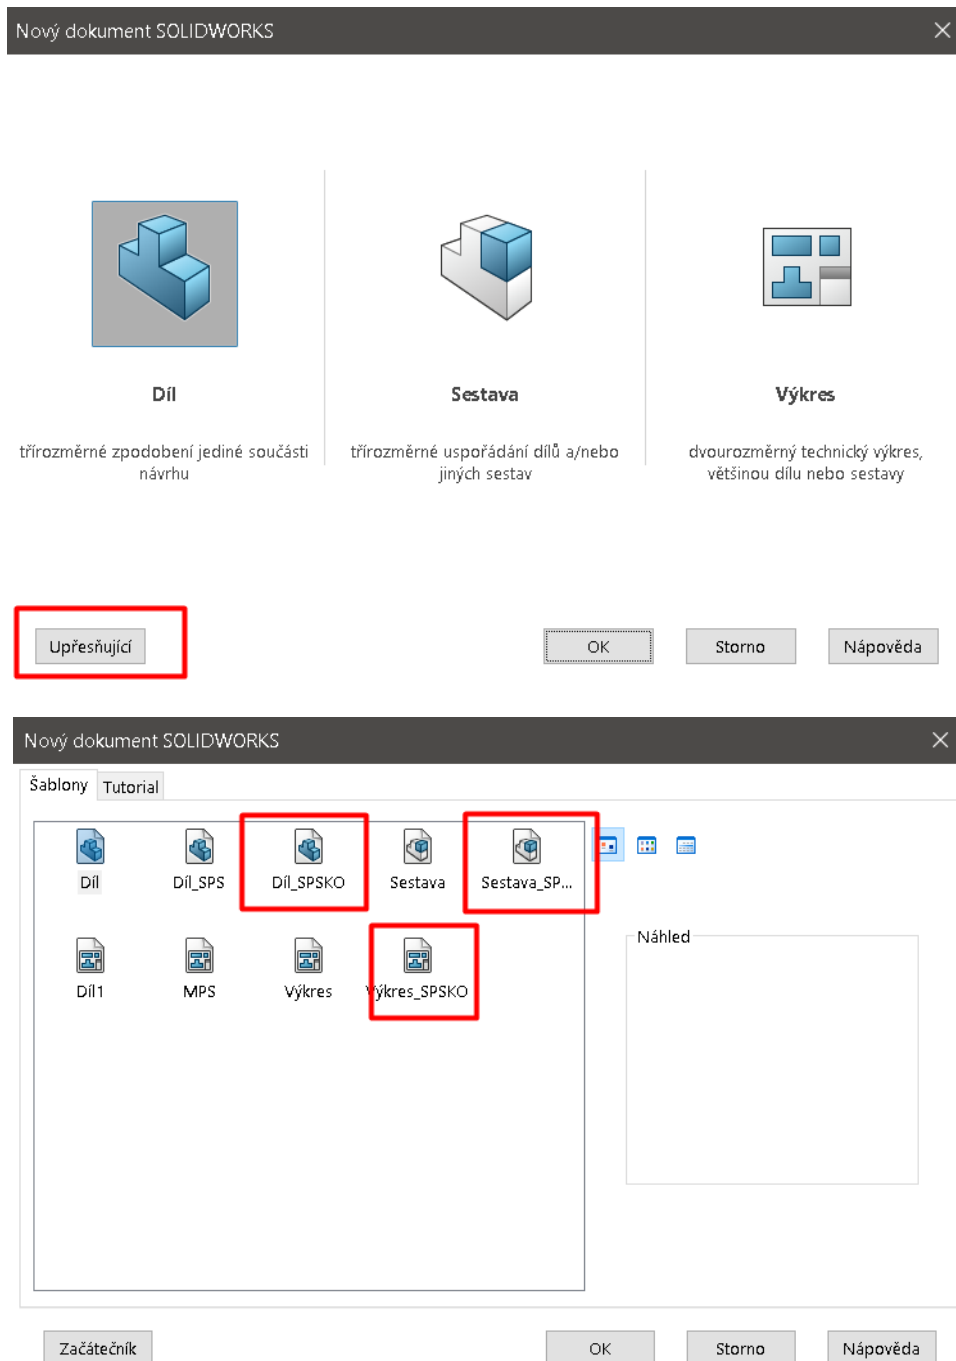 Nový dokument SOLIDWORKS
Díl
Sestava
Výkres
třírozměrné zpodobení jediné součásti
návrhu
třírozměrné uspořádání dílů a/nebo
jiných sestav
dvourozměrný technický výkres,
většinou dílu nebo sestavy
Upřesňující
OK
Storno
Nápověda
Nový dokument SOLIDWORKS
Šablony
Tutorial
Díl
Díl_SPS
Díl_SPSKO
Sestava
Sestava_SP...
Náhled
Díl1
MPS
Výkres
Výkres_SPSKO
Začátečník
OK
Storno
Nápověda